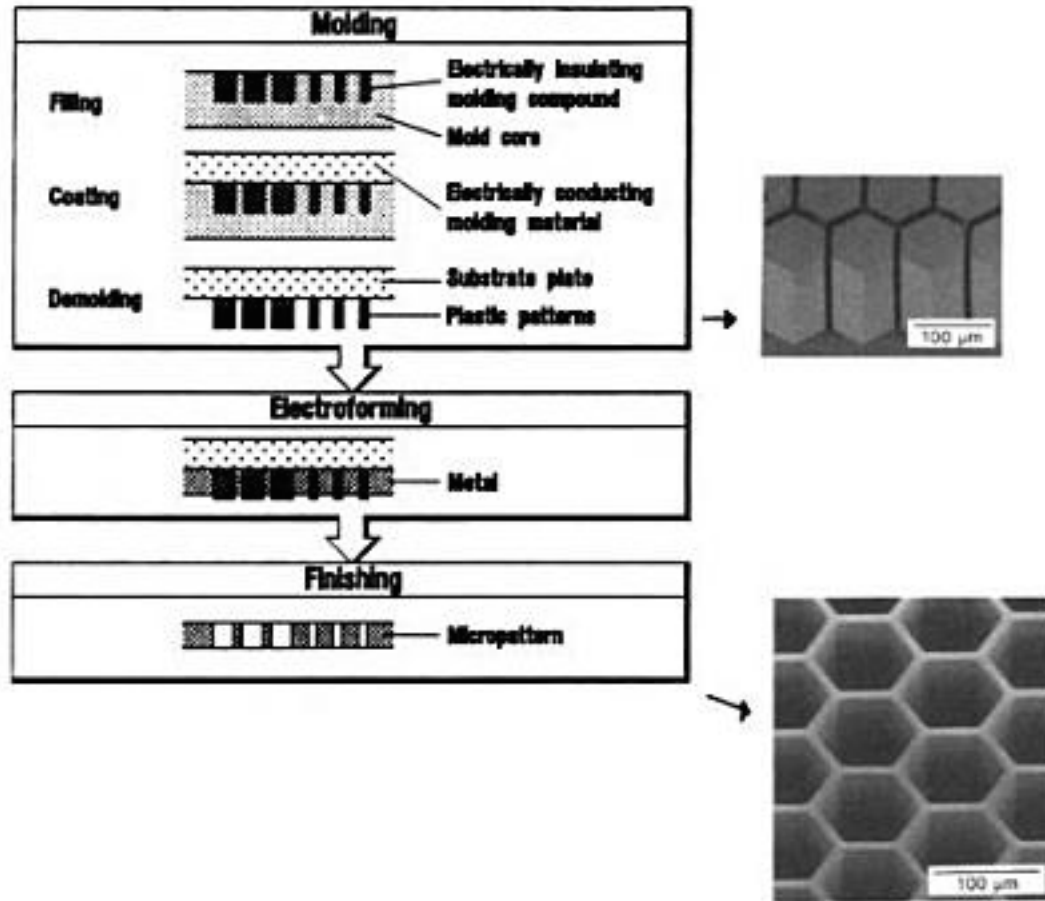 Molding
Filling
Electrically insulating
molding compound
Mold core
Coating
Electrically conducting
molding material
Demolding
Substrate plate
Plastic patterns
100 μm
Electroforming
Metal
Finishing
Micropattern
100 μm